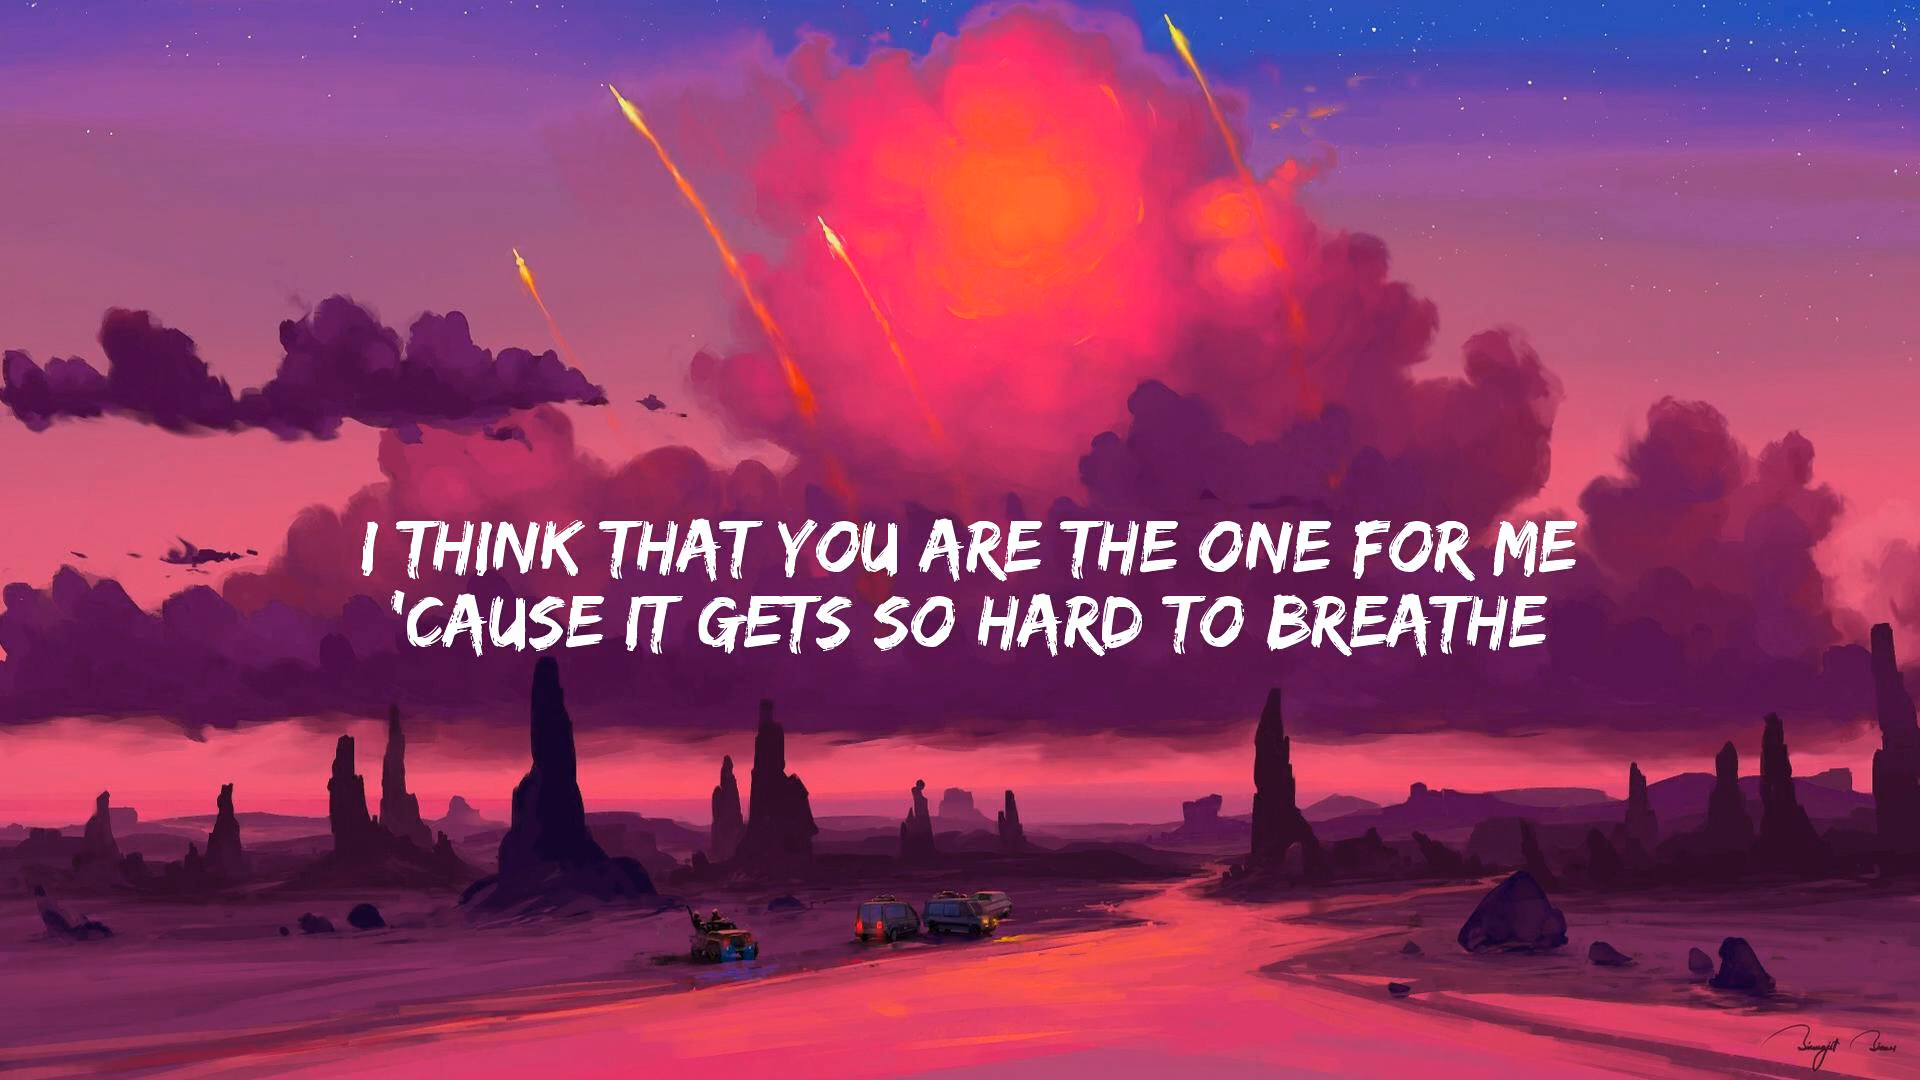 I THINK THAT YOU ARE THE ONE FOR ME
'CAUSE IT GETS SO HARD TO BREATHE